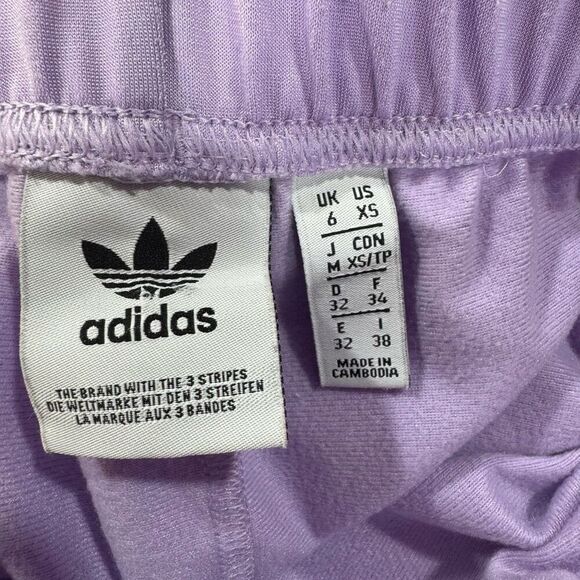 adidas
THE BRAND WITH THE 3 STRIPES
DIE WELTMARKE MIT DEN 3 STREIFEN
LA MARQUE AUX 3 BANDES
UK US
6 XS
J CDN
M XS/TP
D F
32 34
E I
32 38
MADE IN
CAMBODIA